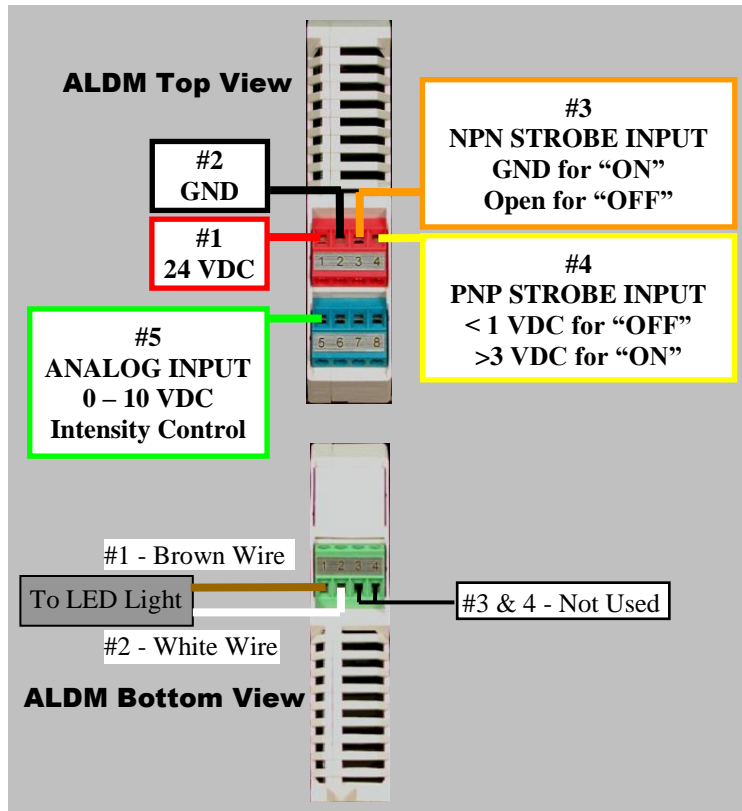 ALDM Top View
#3
NPN STROBE INPUT
GND for “ON”
Open for “OFF”
#2
GND
#1
24 VDC
#4
PNP STROBE INPUT
< 1 VDC for “OFF”
>3 VDC for “ON”
1 2 3 4
5 6 7 8
#5
ANALOG INPUT
0 – 10 VDC
Intensity Control
#1 - Brown Wire
1 2 3 4
To LED Light
#3 & 4 - Not Used
#2 - White Wire
ALDM Bottom View